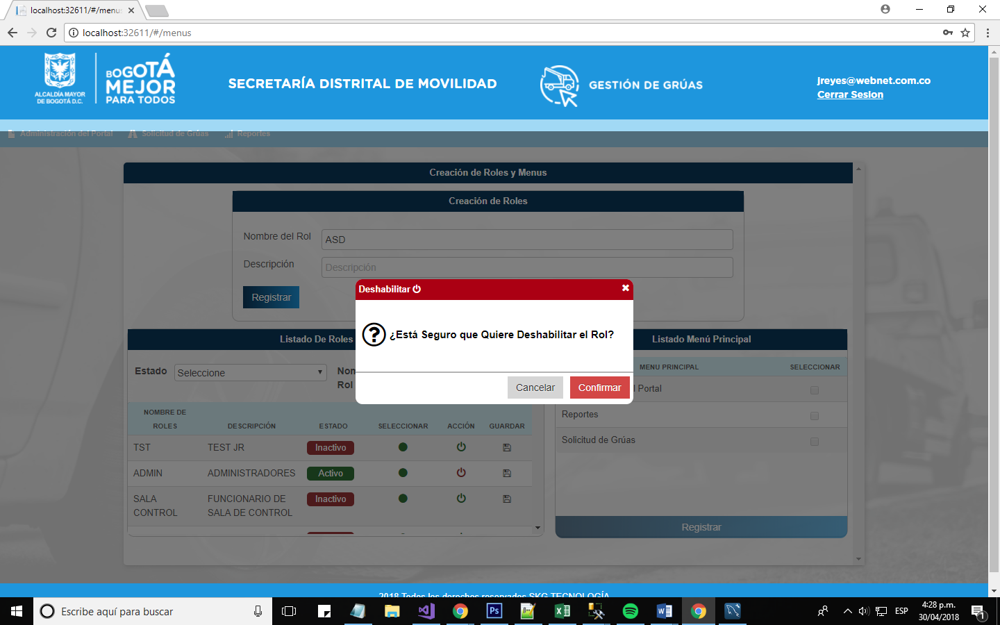 localhost:32611/#/menu
localhost:32611/#/menus
ALCALDÍA MAYOR
DE BOGOTÁ D.C.
BOGOTÁ
MEJOR
PARA TODOS
SECRETARÍA DISTRITAL DE MOVILIDAD
GESTIÓN DE GRÚAS
jreyes@webnet.com.co
Cerrar Sesion
Administración del Portal Solicitud de Grúas Reportes
Creación de Roles y Menus
Creación de Roles
Nombre del Rol ASD
Descripción Descripción
Registrar
Deshabilitar
¿Está Seguro que Quiere Deshabilitar el Rol?
Cancelar Confirmar
Listado De Roles
Estado Seleccione
Rol
NOMBRE DE ROLES DESCRIPCIÓN ESTADO SELECCIONAR ACCIÓN GUARDAR
TST TEST JR Inactivo
ADMIN ADMINISTRADORES Activo
SALA FUNCIONARIO DE Inactivo
CONTROL SALA DE CONTROL
Listado Menú Principal
MENU PRINCIPAL SELECCIONAR
Portal
Reportes
Solicitud de Grúas
Registrar
2018 Todos los derechos reservados SKG TECNOLOGÍA
Escribe aquí para buscar
Ps
ESP
4:28 p.m.
30/04/2018
1